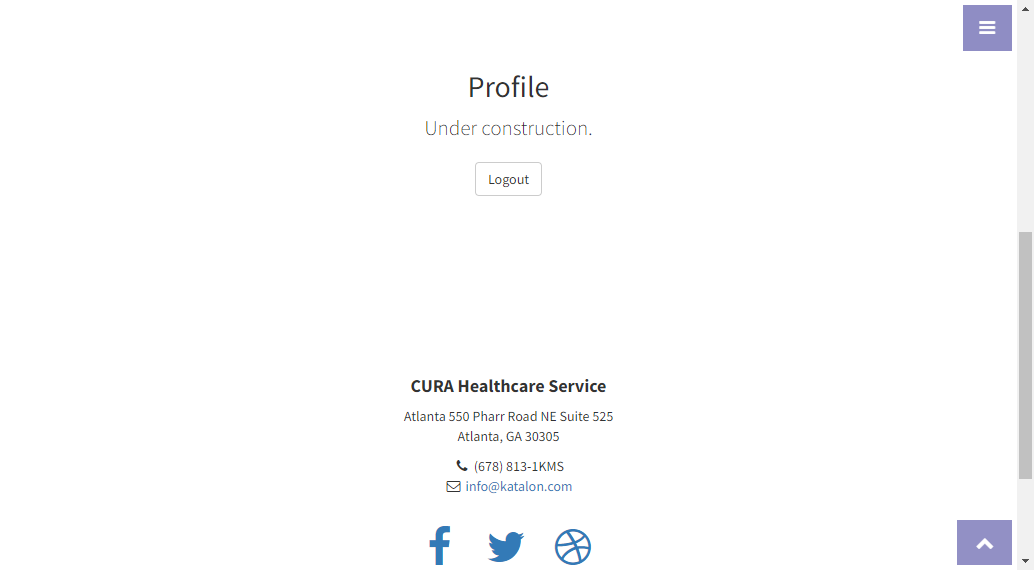 Profile
Under construction.
Logout
CURA Healthcare Service
Atlanta 550 Pharr Road NE Suite 525
Atlanta, GA 30305
(678) 813-1KMS
info@katalon.com